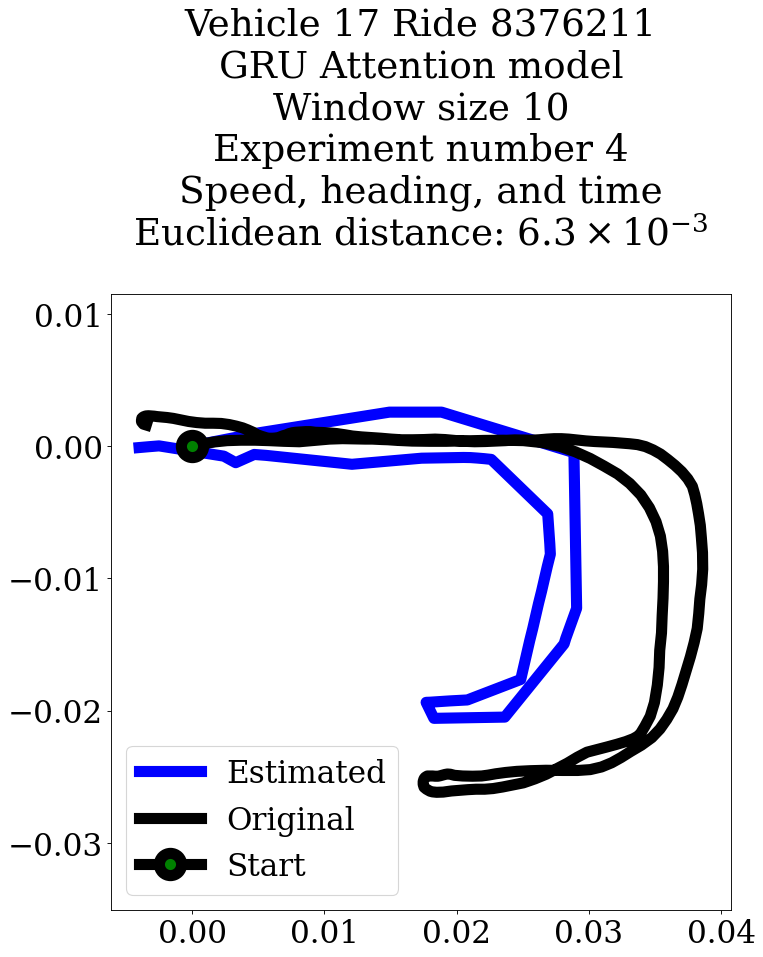 Vehicle 17 Ride 8376211
GRU Attention model
Window size 10
Experiment number 4
Speed, heading, and time
Euclidean distance: 6.3 × 10⁻³
0.01
0.00
−0.01
−0.02
−0.03
Estimated
Original
Start
0.00 0.01 0.02 0.03 0.04